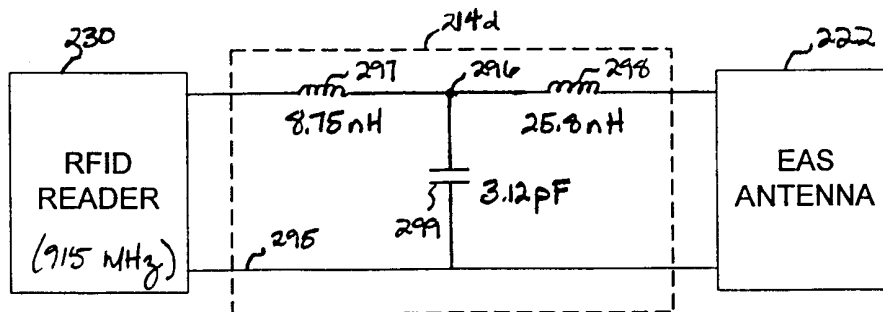 214d
230
297
296
298
222
8.75nH
25.8nH
RFID
READER
(915 MHz)
EAS
ANTENNA
3.12pF
299
295